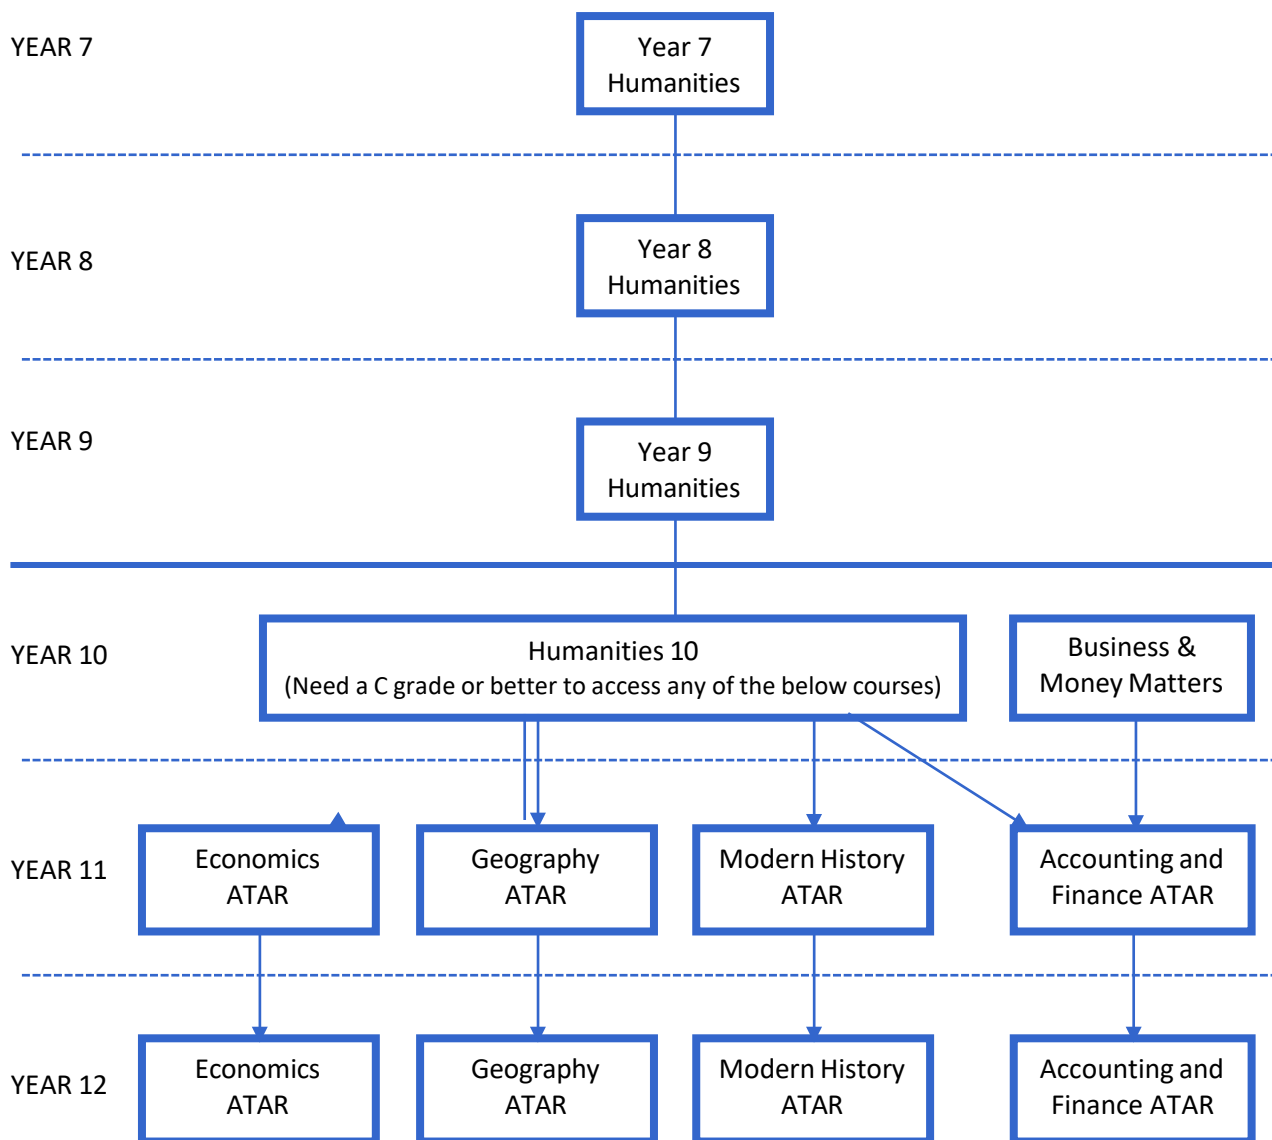 YEAR 7
Year 7
Humanities
YEAR 8
Year 8
Humanities
YEAR 9
Year 9
Humanities
YEAR 10
Humanities 10
(Need a C grade or better to access any of the below courses)
Business &
Money Matters
YEAR 11
Economics
ATAR
Geography
ATAR
Modern History
ATAR
Accounting and
Finance ATAR
YEAR 12
Economics
ATAR
Geography
ATAR
Modern History
ATAR
Accounting and
Finance ATAR